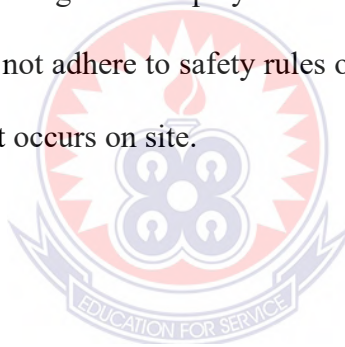 not adhere to safety rules o
t occurs on site.
EDUCATION FOR SERVICE